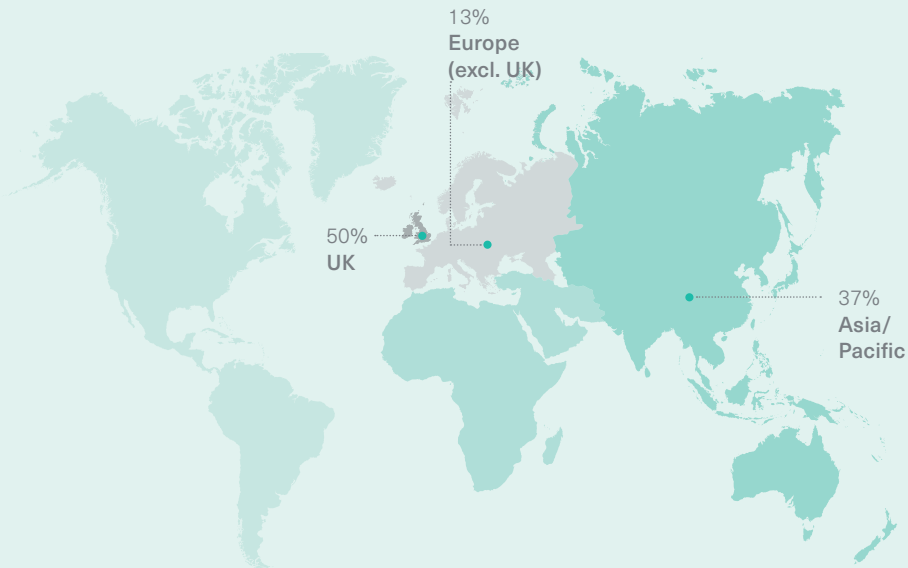 13%
Europe
(excl. UK)
50%
UK
37%
Asia/
Pacific